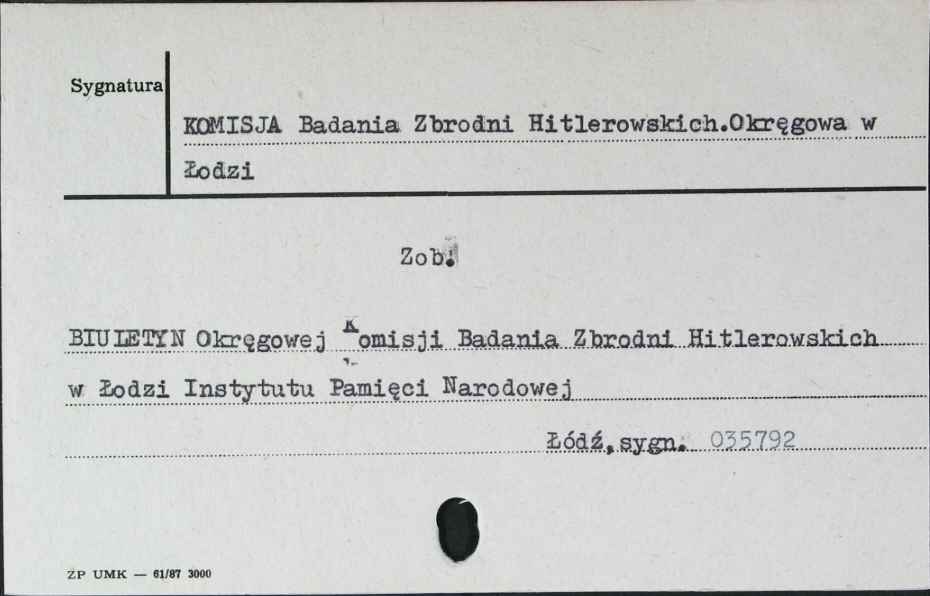 Sygnatura
KOMISJA Badania Zbrodni Hitlerowskich.Okręgowa w
Łodzi
Zob.
BIULETYN Okręgowej Komisji Badania Zbrodni Hitlerowskich
w Łodzi Instytutu Pamięci Narodowej
Łódź,sygn. 035792
ZP UMK — 61/87 3000